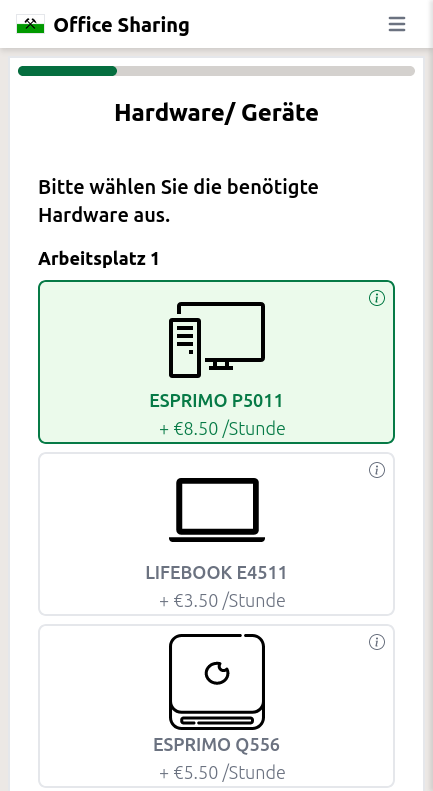 Office Sharing
Hardware/ Geräte
Bitte wählen Sie die benötigte
Hardware aus.
Arbeitsplatz 1
ESPRIMO P5011
+ €8.50 /Stunde
LIFEBOOK E4511
+ €3.50 /Stunde
ESPRIMO Q556
+ €5.50 /Stunde